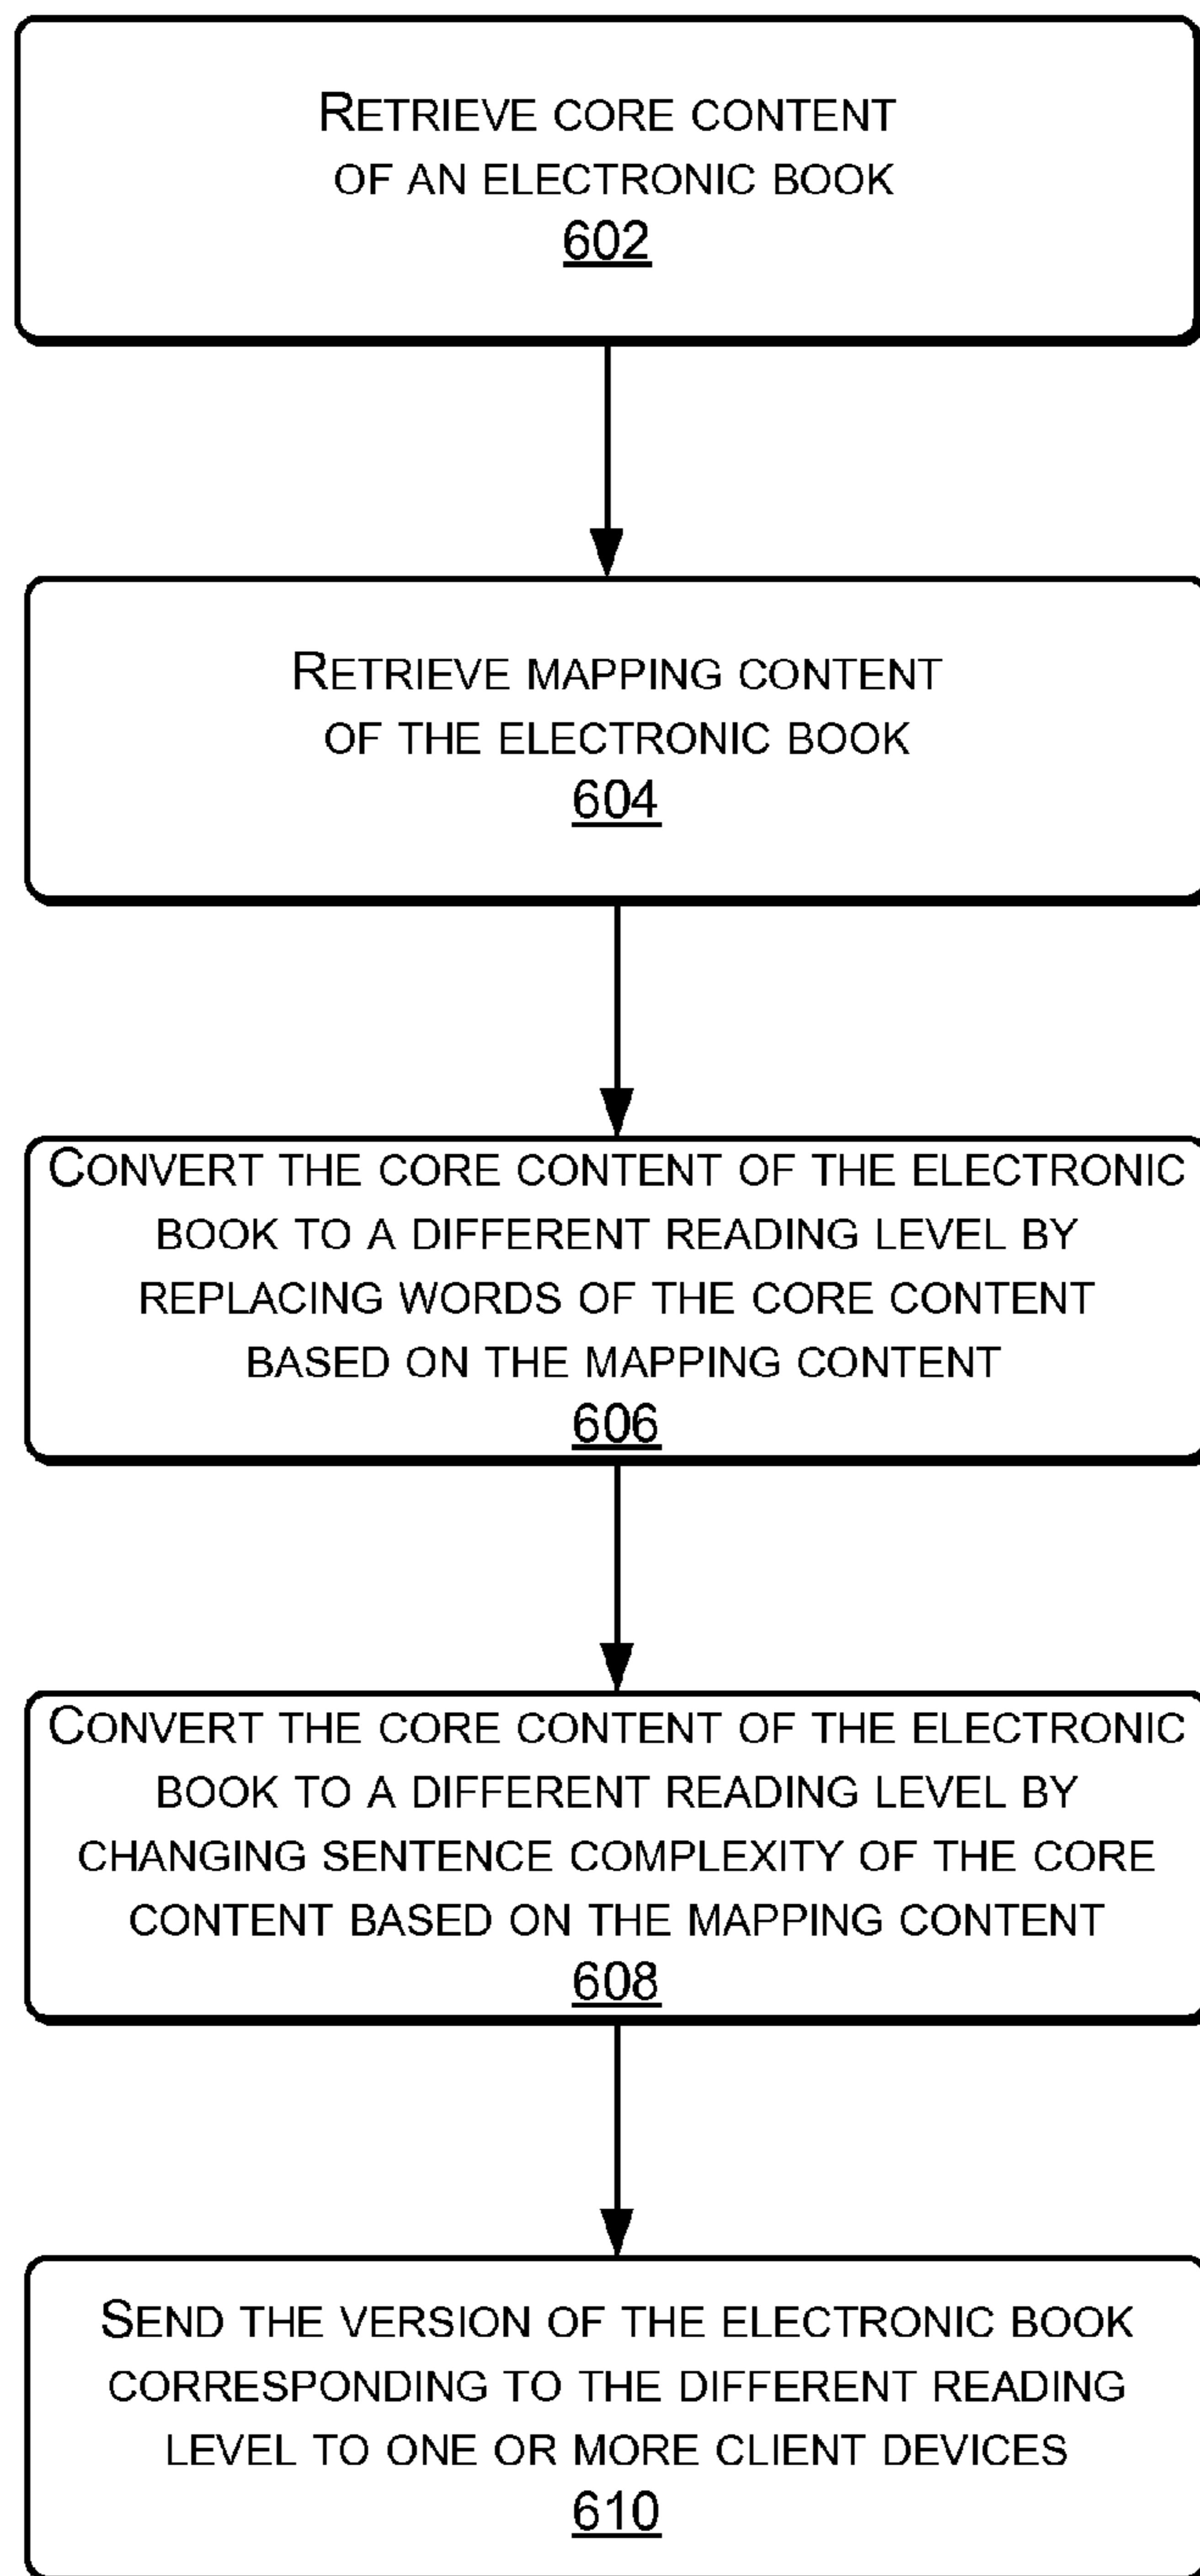 RETRIEVE CORE CONTENT
OF AN ELECTRONIC BOOK
602
RETRIEVE MAPPING CONTENT
OF THE ELECTRONIC BOOK
604
CONVERT THE CORE CONTENT OF THE ELECTRONIC
BOOK TO A DIFFERENT READING LEVEL BY
REPLACING WORDS OF THE CORE CONTENT
BASED ON THE MAPPING CONTENT
606
CONVERT THE CORE CONTENT OF THE ELECTRONIC
BOOK TO A DIFFERENT READING LEVEL BY
CHANGING SENTENCE COMPLEXITY OF THE CORE
CONTENT BASED ON THE MAPPING CONTENT
608
SEND THE VERSION OF THE ELECTRONIC BOOK
CORRESPONDING TO THE DIFFERENT READING
LEVEL TO ONE OR MORE CLIENT DEVICES
610